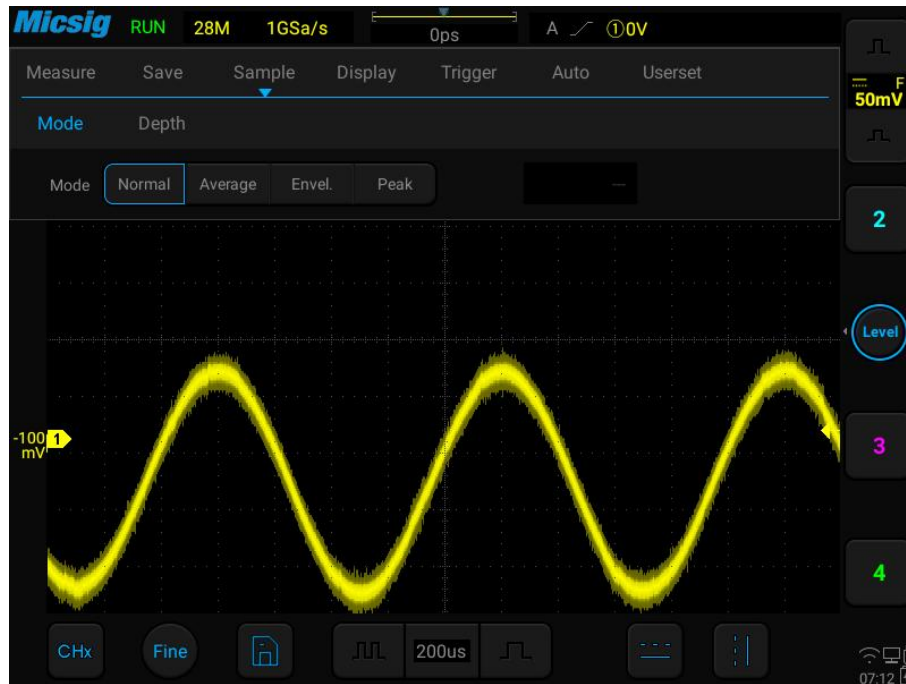 Micsig RUN 28M 1GSa/s 0ps A ①0V
Measure Save Sample Display Trigger Auto Userset
F
50mV
Mode Depth
Mode Normal Average Envel. Peak ---
2
Level
-100 1
mV
3
4
CHx Fine 200us
07:12